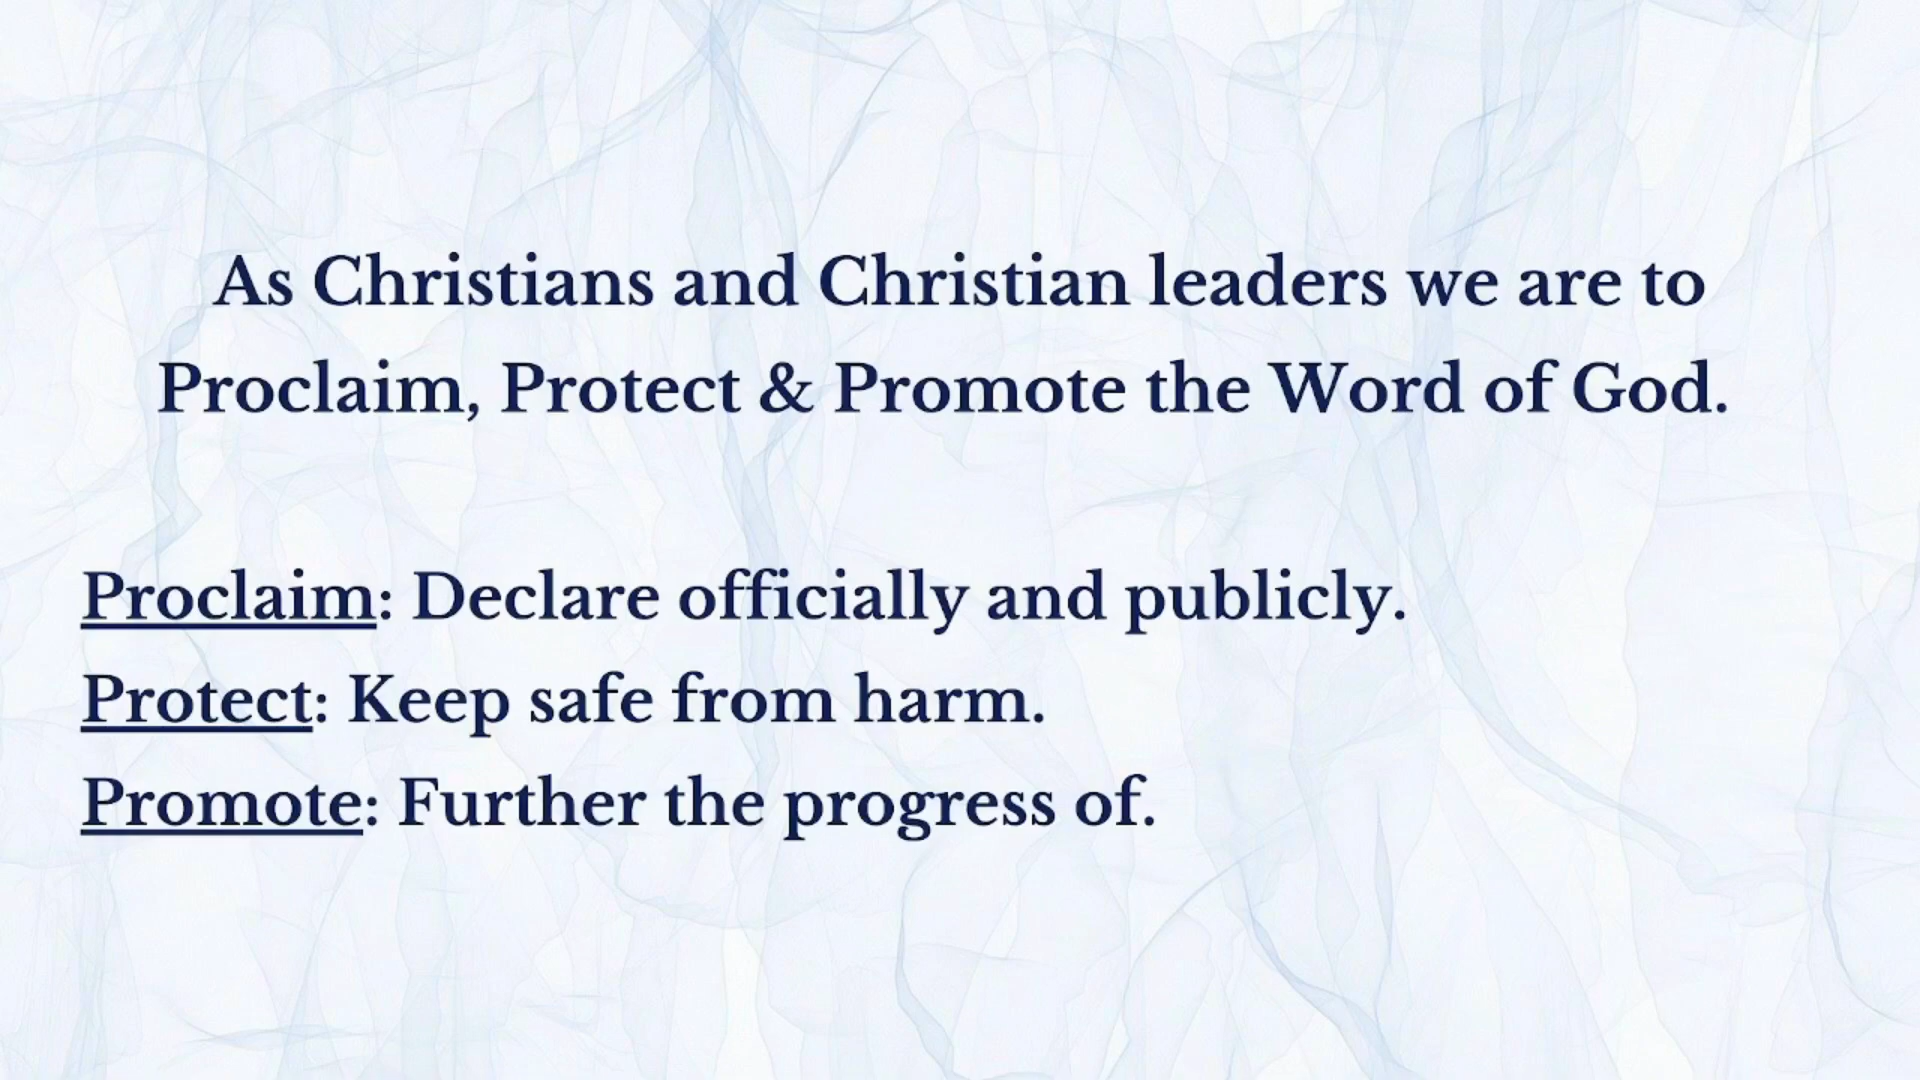 As Christians and Christian leaders we are to
Proclaim, Protect & Promote the Word of God.
Proclaim: Declare officially and publicly.
Protect: Keep safe from harm.
Promote: Further the progress of.